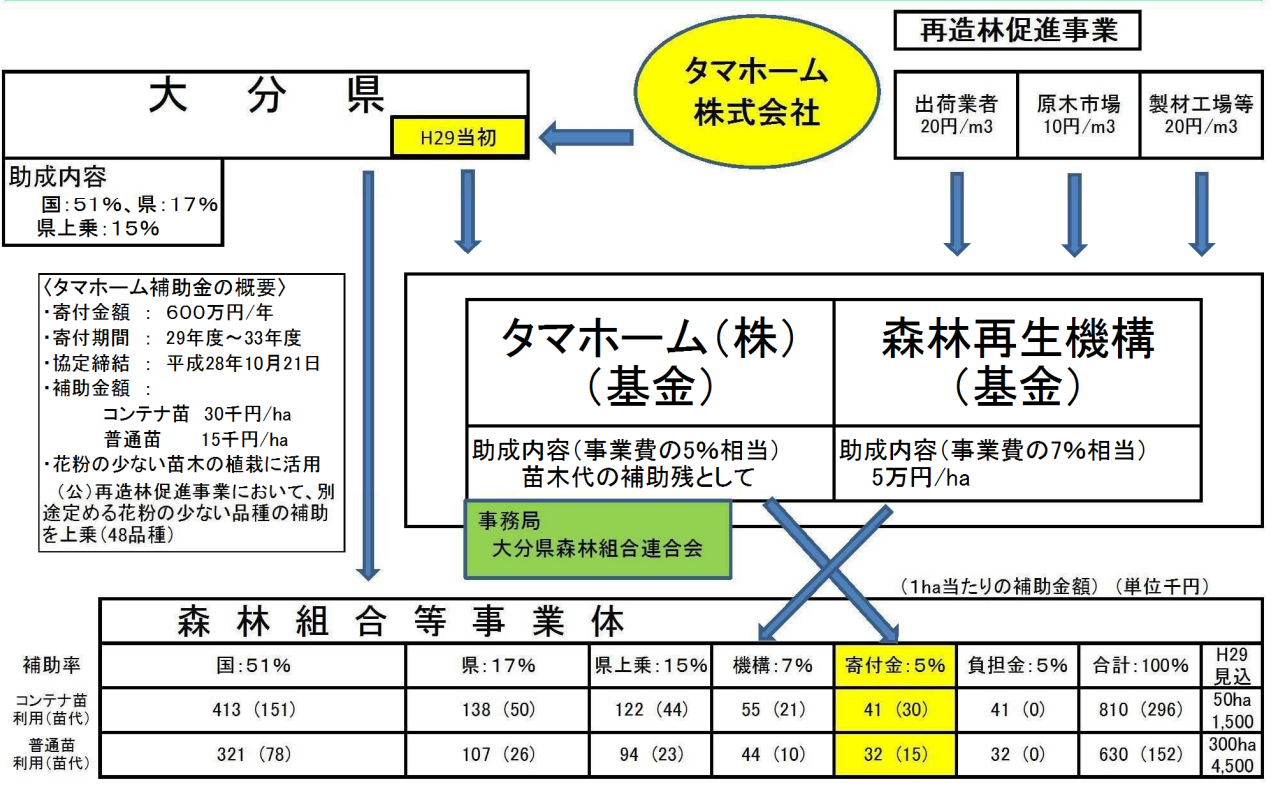 再造林促進事業
タマホーム
株式会社
大　分　県
H29当初
出荷業者
20円/m3
原木市場
10円/m3
製材工場等
20円/m3
助成内容
国:51%、県:17%
県上乗:15%
〈タマホーム補助金の概要〉
・寄付金額 : 600万円/年
・寄付期間 : 29年度～33年度
・協定締結 : 平成28年10月21日
・補助金額 :
コンテナ苗 30千円/ha
普通苗 15千円/ha
・花粉の少ない苗木の植栽に活用
(公)再造林促進事業において、別
途定める花粉の少ない品種の補助
を上乗(48品種)
タマホーム(株)
(基金)
森林再生機構
(基金)
助成内容(事業費の5%相当)
苗木代の補助残として
助成内容(事業費の7%相当)
5万円/ha
事務局
大分県森林組合連合会
(1ha当たりの補助金額) (単位千円)
森 林 組 合 等 事 業 体
補助率 国:51% 県:17% 県上乗:15% 機構:7% 寄付金:5% 負担金:5% 合計:100% H29
見込
コンテナ苗
利用(苗代) 413 (151) 138 (50) 122 (44) 55 (21) 41 (30) 41 (0) 810 (296) 50ha
1,500
普通苗
利用(苗代) 321 (78) 107 (26) 94 (23) 44 (10) 32 (15) 32 (0) 630 (152) 300ha
4,500